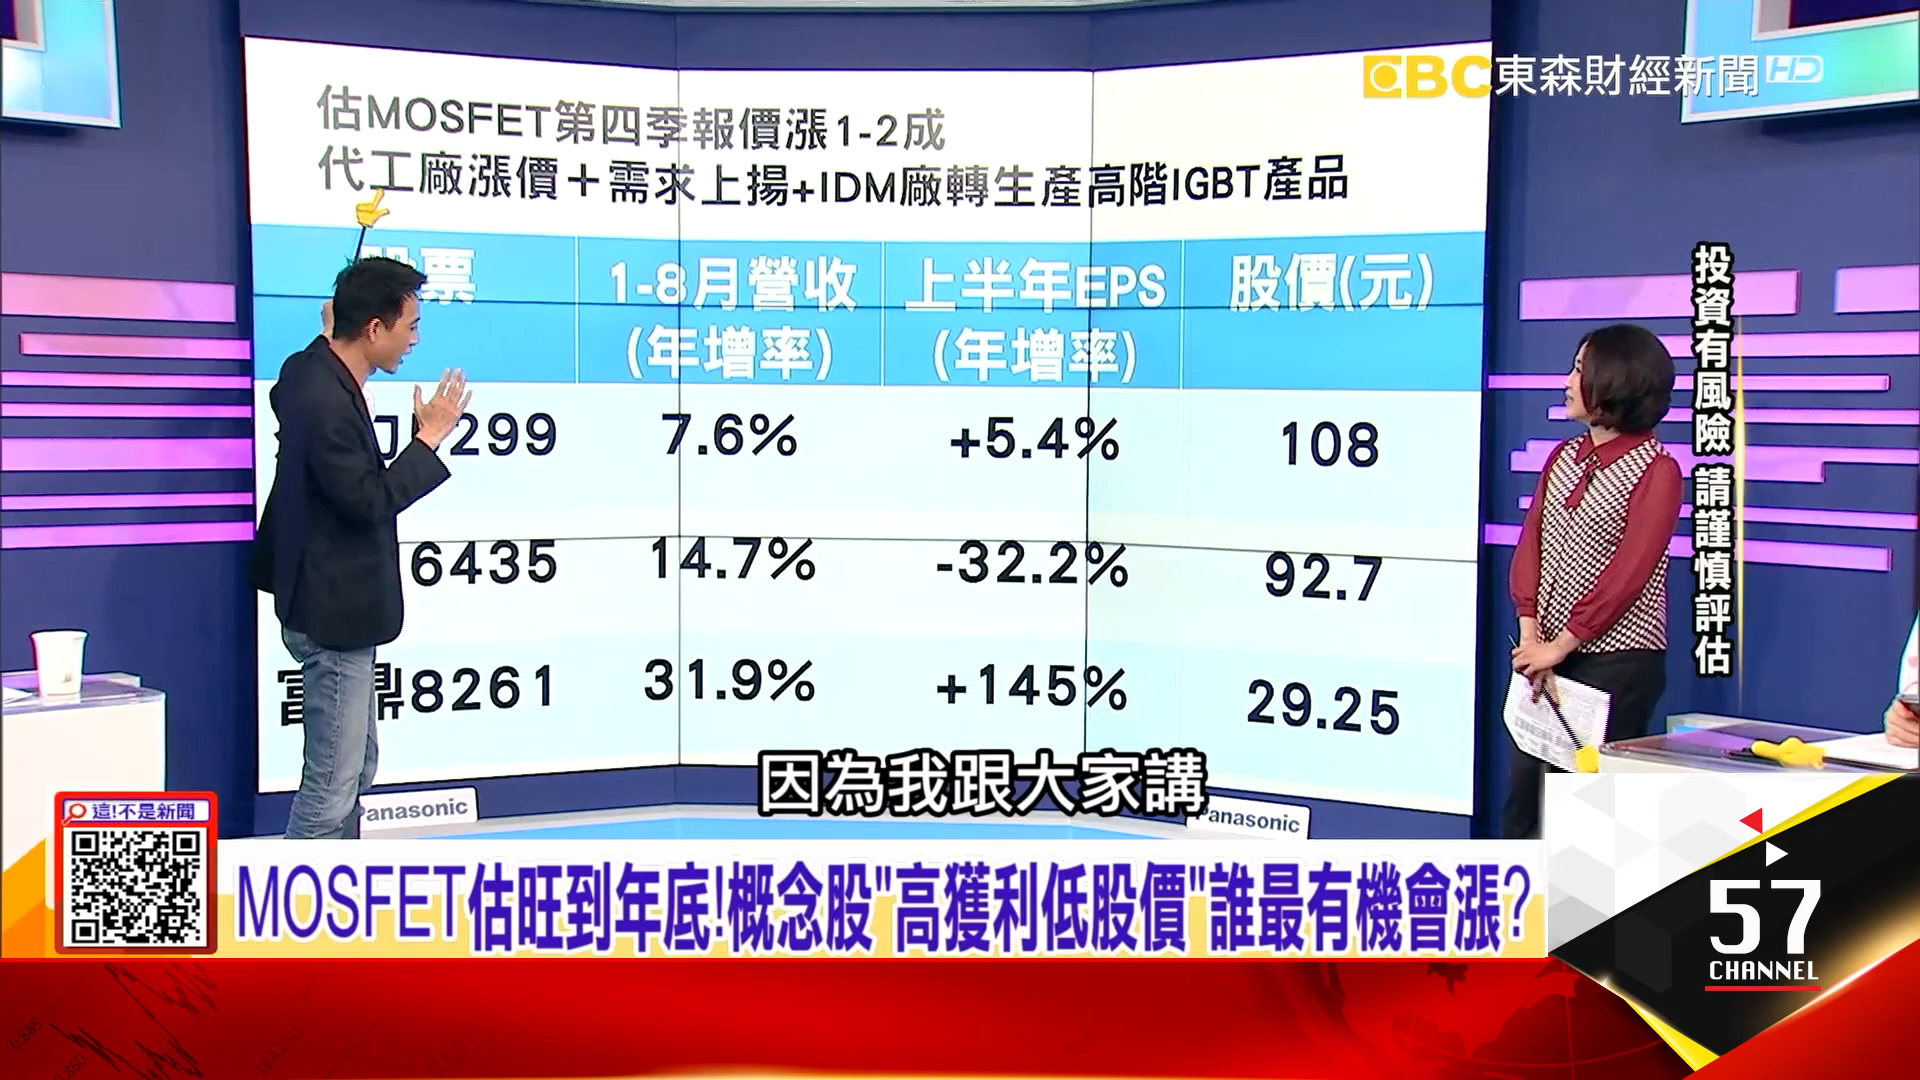 EBC東森財經新聞HD
估MOSFET第四季報價漲1-2成
代工廠漲價＋需求上揚+IDM廠轉生產高階IGBT產品
票 1-8月營收(年增率) 上半年EPS(年增率) 股價(元)
299 7.6% +5.4% 108
6435 14.7% -32.2% 92.7
富鼎8261 31.9% +145% 29.25
投資有風險 請謹慎評估
因為我跟大家講
Panasonic
Panasonic
這!不是新聞
MOSFET估旺到年底!概念股"高獲利低股價"誰最有機會漲?
57
CHANNEL